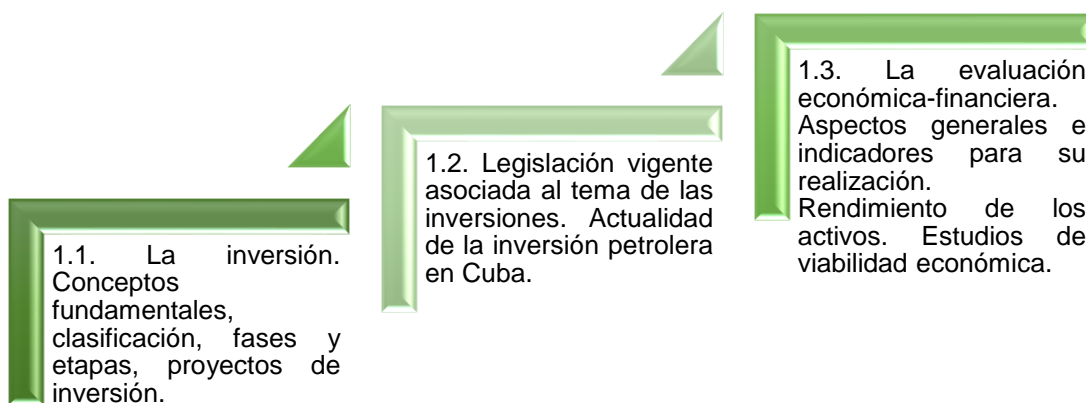 1.1. La inversión.
Conceptos
fundamentales,
clasificación, fases y
etapas, proyectos de
inversión.
1.2. Legislación vigente
asociada al tema de las
inversiones. Actualidad
de la inversión petrolera
en Cuba.
1.3. La evaluación
económica-financiera.
Aspectos generales e
indicadores para su
realización.
Rendimiento de los
activos. Estudios de
viabilidad económica.